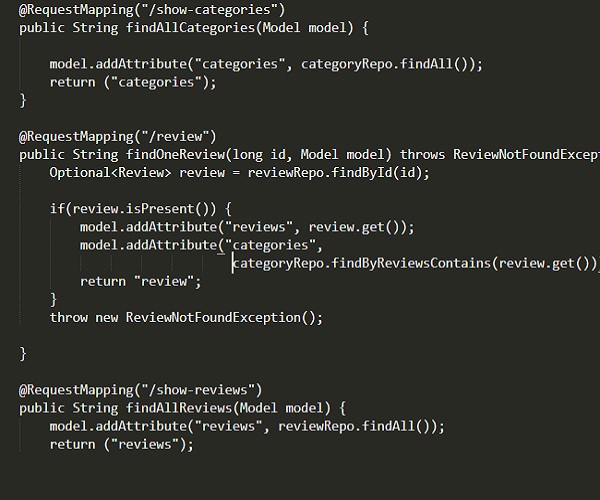 @RequestMapping("/show-categories")
public String findAllCategories(Model model) {
model.addAttribute("categories", categoryRepo.findAll());
return ("categories");
}
@RequestMapping("/review")
public String findOneReview(long id, Model model) throws ReviewNotFoundExcept
Optional<Review> review = reviewRepo.findById(id);
if(review.isPresent()) {
model.addAttribute("reviews", review.get());
model.addAttribute("categories",
categoryRepo.findByReviewsContains(review.get())
return "review";
}
throw new ReviewNotFoundException();
}
@RequestMapping("/show-reviews")
public String findAllReviews(Model model) {
model.addAttribute("reviews", reviewRepo.findAll());
return ("reviews");